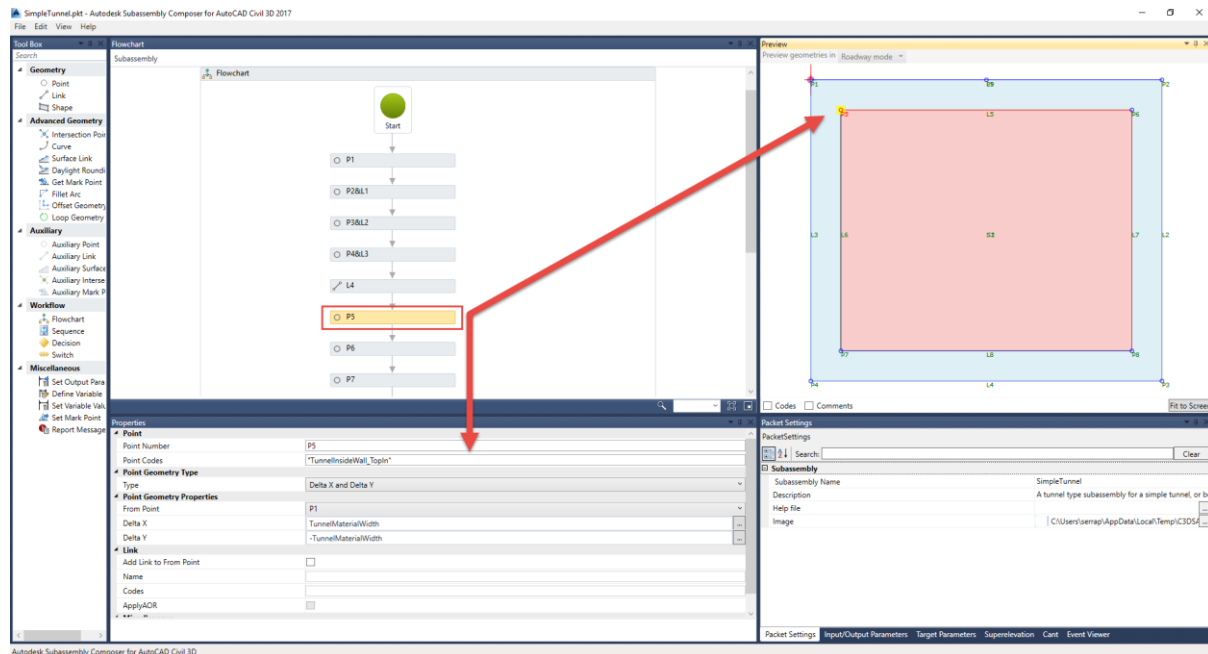 SimpleTunnel.pkt - Autodesk Subassembly Composer for AutoCAD Civil 3D 2017
File Edit View Help
Tool Box
Search
Geometry
Point
Link
Shape
Advanced Geometry
Intersection Poin
Curve
Surface Link
Daylight Roundi
Get Mark Point
Fillet Arc
Offset Geometry
Loop Geometry
Auxiliary
Auxiliary Point
Auxiliary Link
Auxiliary Surface
Auxiliary Interse
Auxiliary Mark P
Workflow
Flowchart
Sequence
Decision
Switch
Miscellaneous
Set Output Para
Define Variable
Set Variable Valu
Set Mark Point
Report Message
Flowchart
Subassembly
Flowchart
Start
P1
P2&L1
P3&L2
P4&L3
L4
P5
P6
P7
Properties
Point
Point Number P5
Point Codes "TunnelInsideWall_TopIn"
Point Geometry Type
Type Delta X and Delta Y
Point Geometry Properties
From Point P1
Delta X TunnelMaterialWidth ...
Delta Y -TunnelMaterialWidth ...
Link
Add Link to From Point
Name
Codes
ApplyAOR
Preview
Preview geometries in Roadway mode
P1 P2
P5 L5 P6
L3 L6 L7 L2
P7 L8 P8
P4 L4 P3
Codes Comments Fit to Screen
Packet Settings
PacketSettings
Search: Clear
Subassembly
Subassembly Name SimpleTunnel
Description A tunnel type subassembly for a simple tunnel, or b
Help file ...
Image C:\Users\serrap\AppData\Local\Temp\C3DSA ...
Packet Settings Input/Output Parameters Target Parameters Superelevation Cant Event Viewer
Autodesk Subassembly Composer for AutoCAD Civil 3D